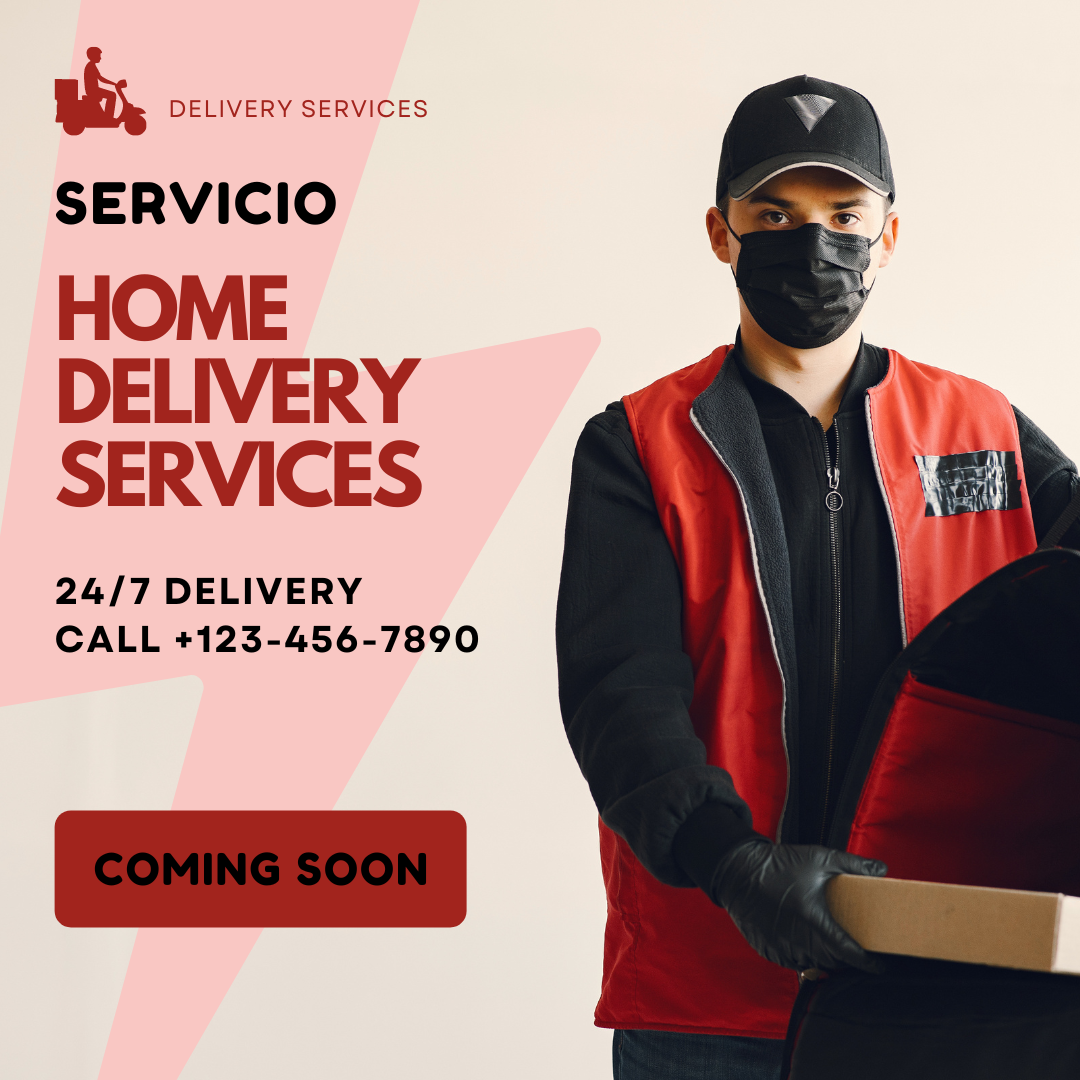 DELIVERY SERVICES
SERVICIO
HOME
DELIVERY
SERVICES
24/7 DELIVERY
CALL +123-456-7890
COMING SOON